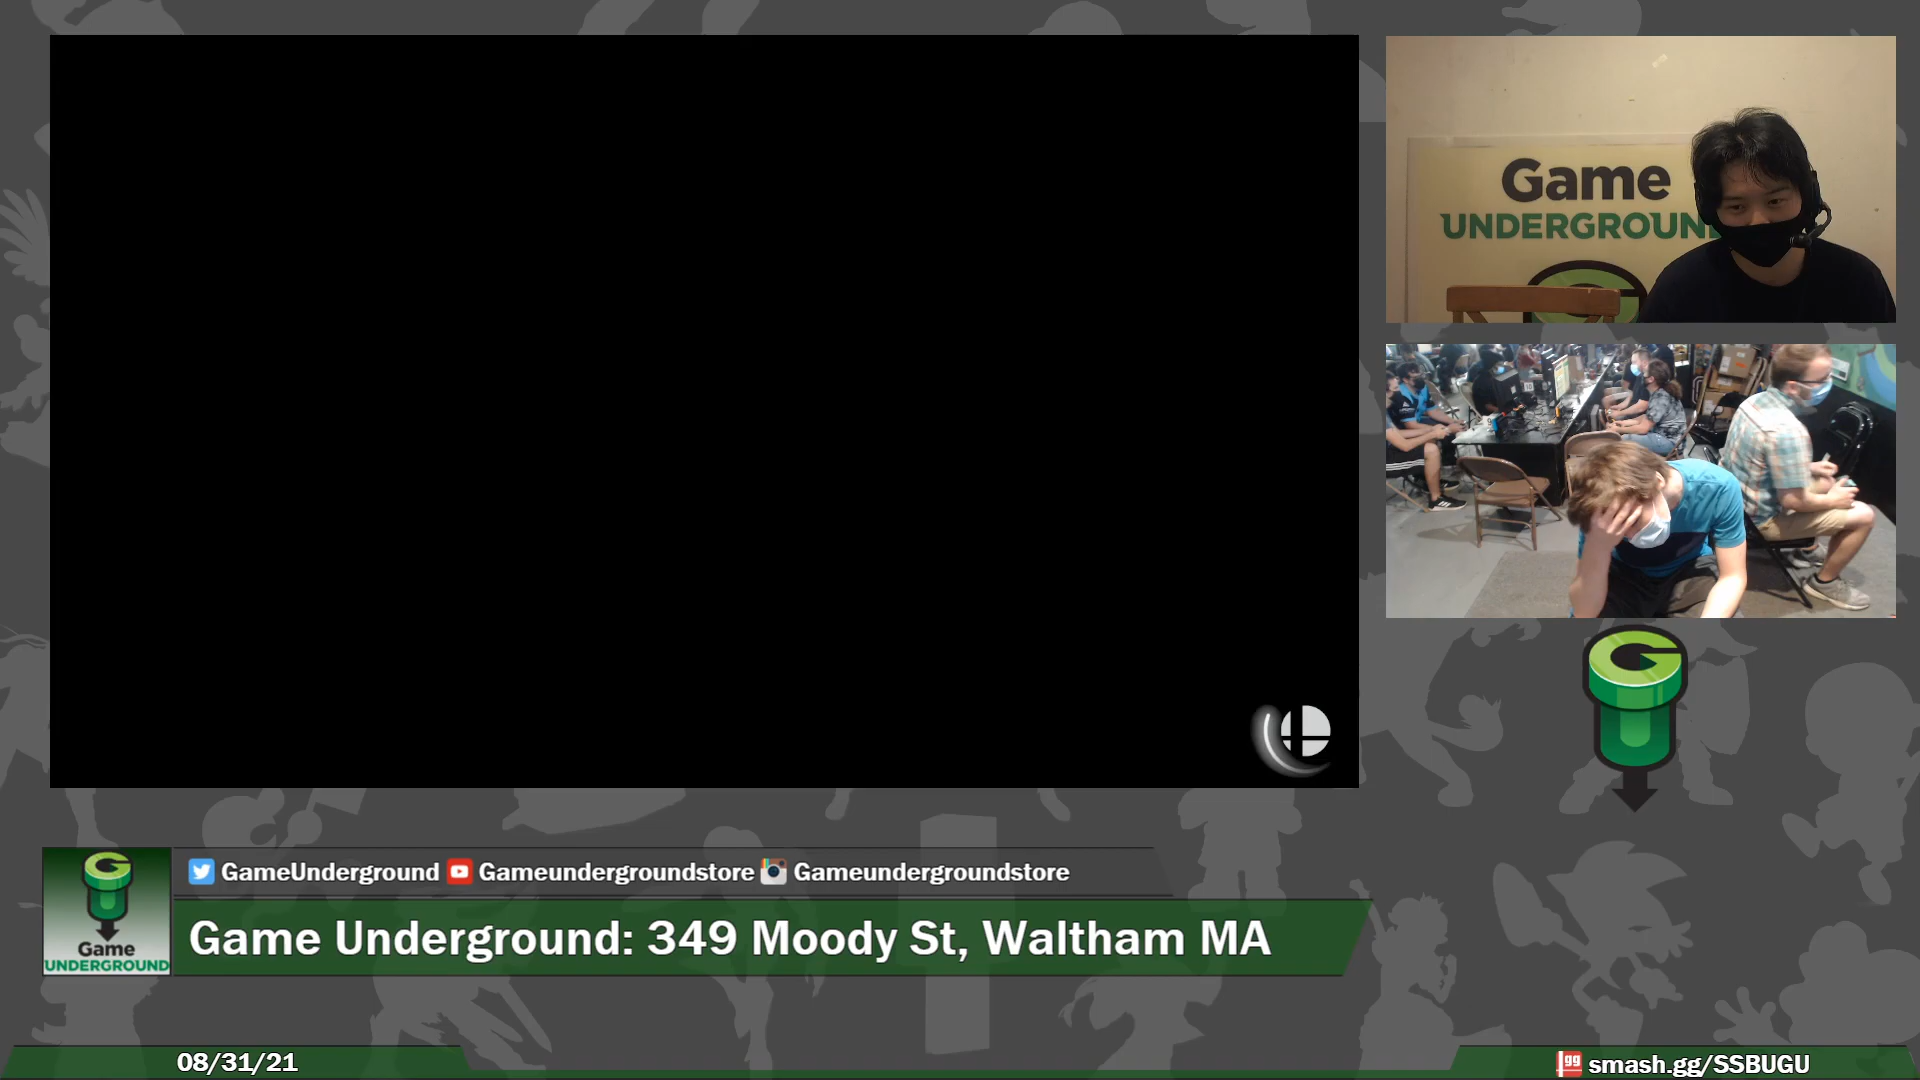 Game
UNDERGROUN
GameUnderground Gameundergroundstore Gameundergroundstore
Game Underground: 349 Moody St, Waltham MA
Game
UNDERGROUND
08/31/21
gg smash.gg/SSBUGU